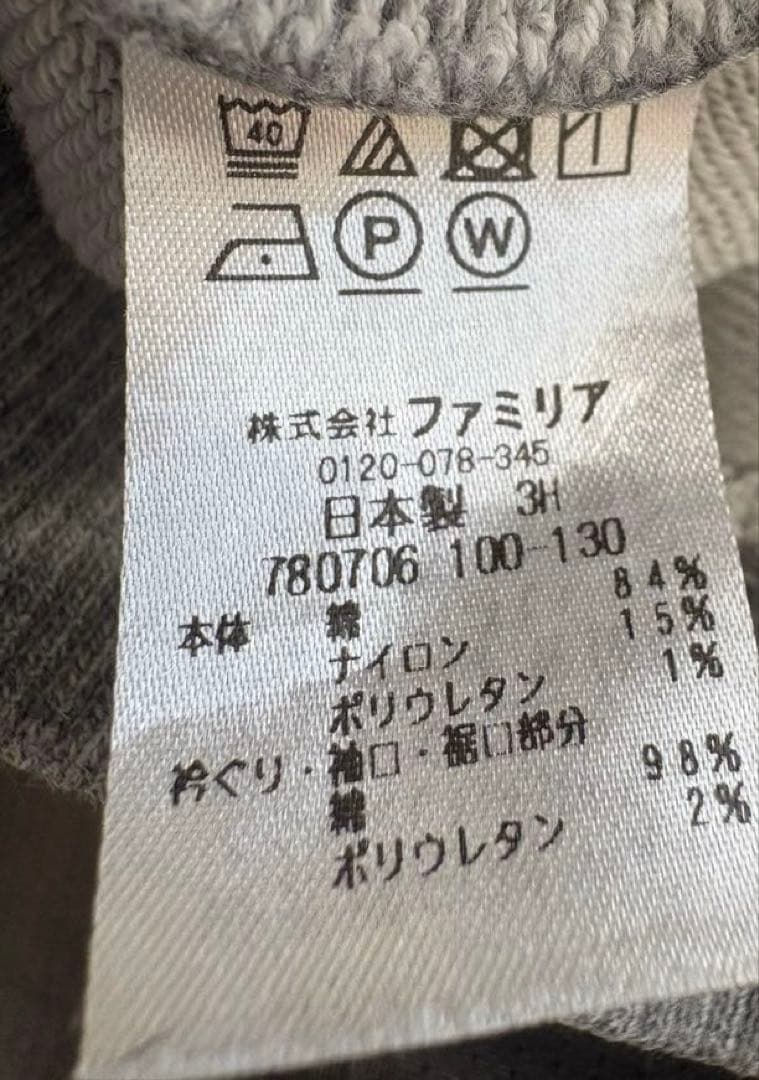 40
P W
株式会社ファミリア
0120-078-345
日本製 3H
780706 100-130
本体 綿 84%
ナイロン 15%
ポリウレタン 1%
衿ぐり・袖口・裾口部分
綿 98%
ポリウレタン 2%